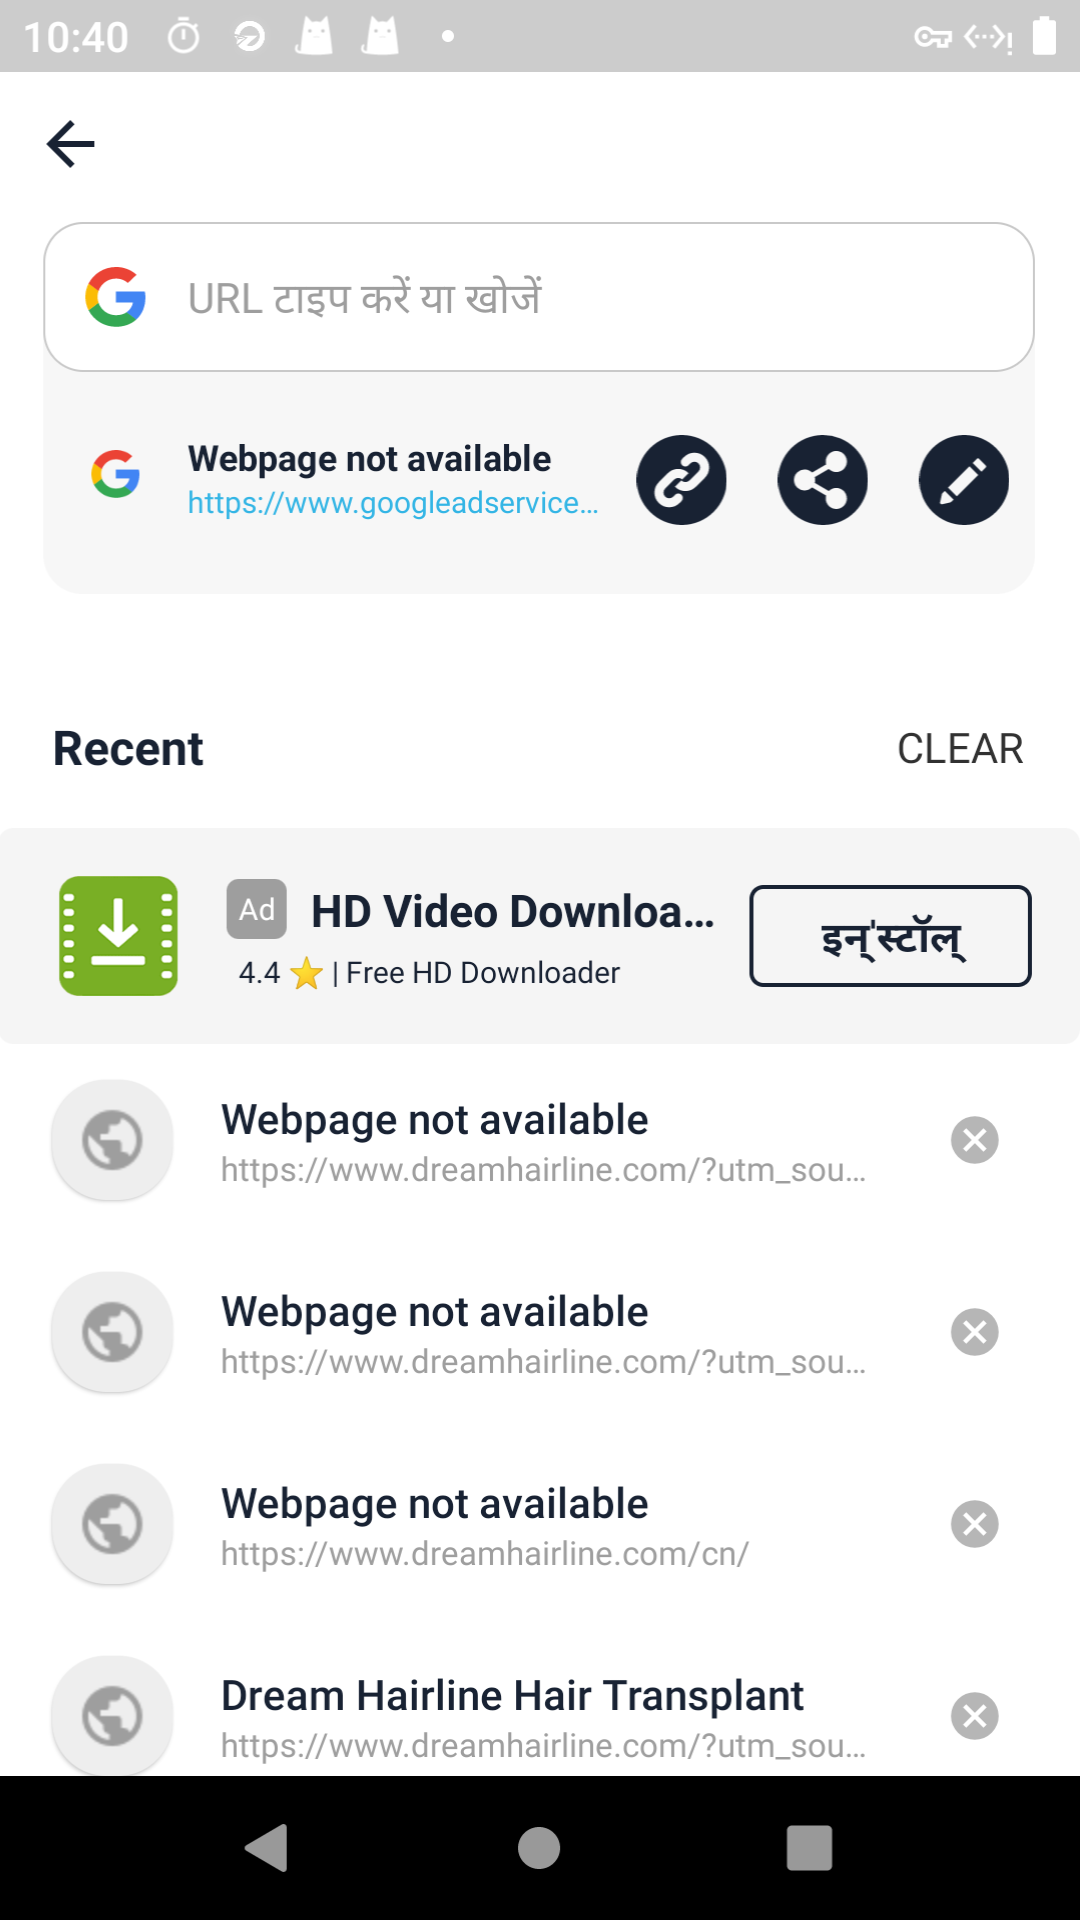 10:40
URL टाइप करें या खोजें
Webpage not available
https://www.googleadservice...
Recent
CLEAR
Ad HD Video Downloa...
4.4 ⭐ | Free HD Downloader
इन्'स्टॉल्
Webpage not available
https://www.dreamhairline.com/?utm_sou...
Webpage not available
https://www.dreamhairline.com/?utm_sou...
Webpage not available
https://www.dreamhairline.com/cn/
Dream Hairline Hair Transplant
https://www.dreamhairline.com/?utm_sou...